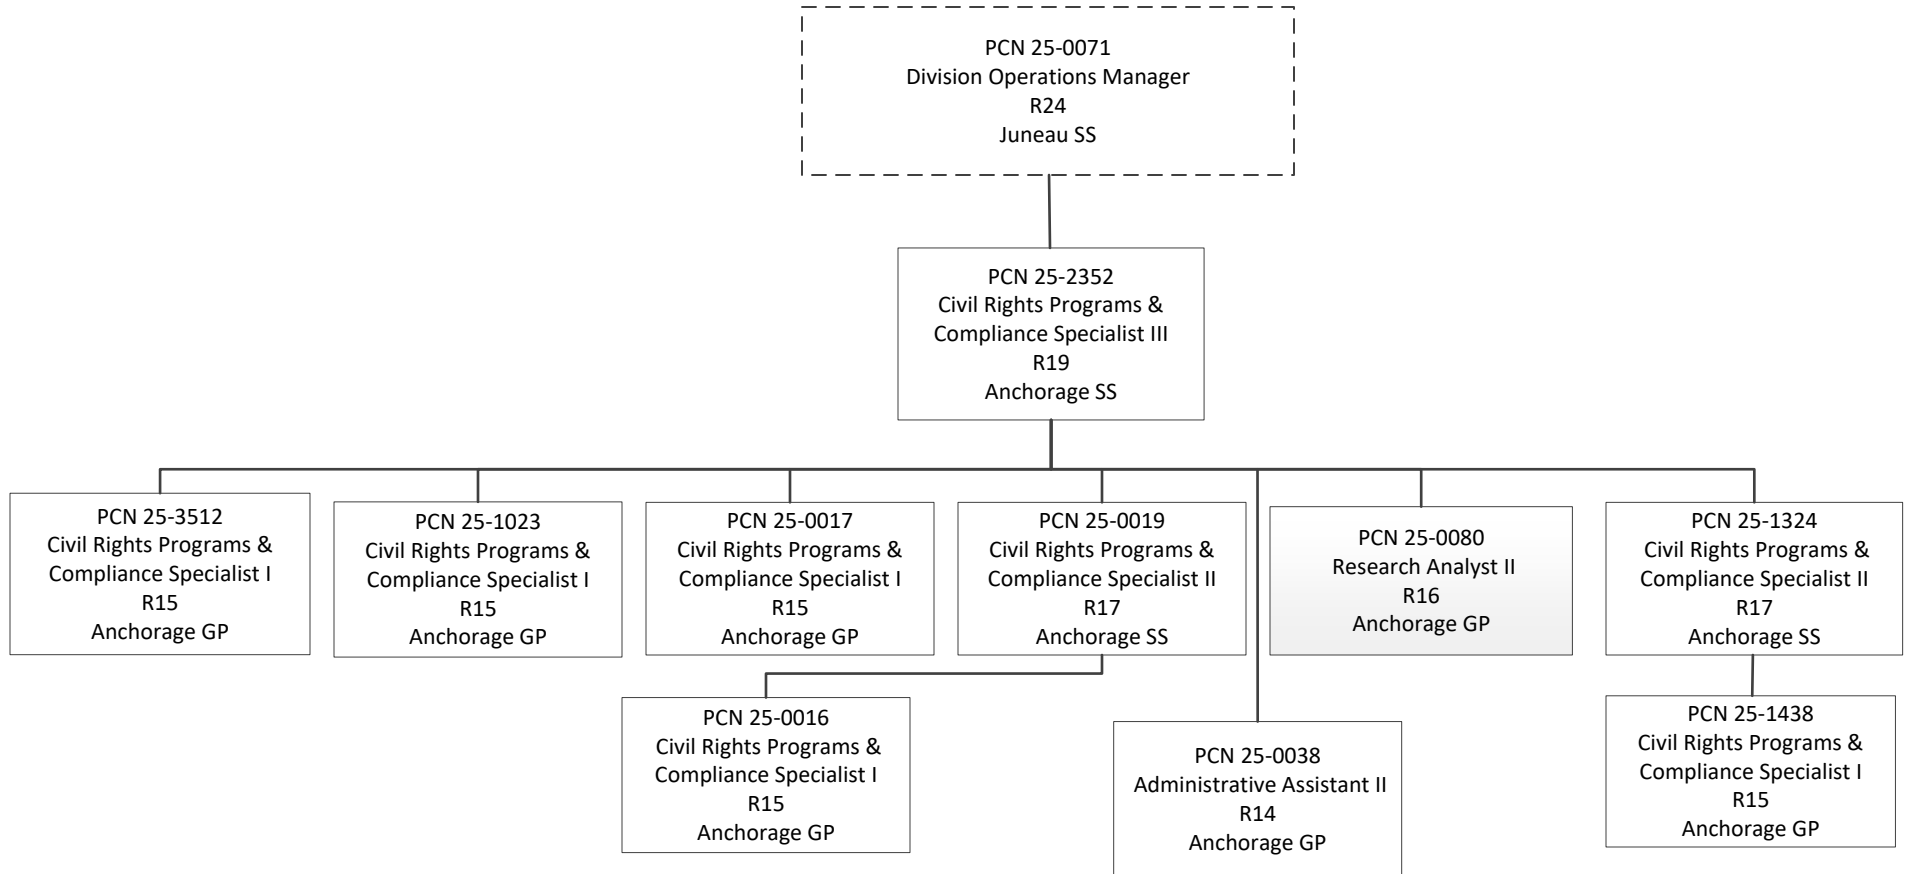 PCN 25-0071
Division Operations Manager
R24
Juneau SS
PCN 25-2352
Civil Rights Programs &
Compliance Specialist III
R19
Anchorage SS
PCN 25-3512
Civil Rights Programs &
Compliance Specialist I
R15
Anchorage GP
PCN 25-1023
Civil Rights Programs &
Compliance Specialist I
R15
Anchorage GP
PCN 25-0017
Civil Rights Programs &
Compliance Specialist I
R15
Anchorage GP
PCN 25-0019
Civil Rights Programs &
Compliance Specialist II
R17
Anchorage SS
PCN 25-0080
Research Analyst II
R16
Anchorage GP
PCN 25-1324
Civil Rights Programs &
Compliance Specialist II
R17
Anchorage SS
PCN 25-0016
Civil Rights Programs &
Compliance Specialist I
R15
Anchorage GP
PCN 25-0038
Administrative Assistant II
R14
Anchorage GP
PCN 25-1438
Civil Rights Programs &
Compliance Specialist I
R15
Anchorage GP